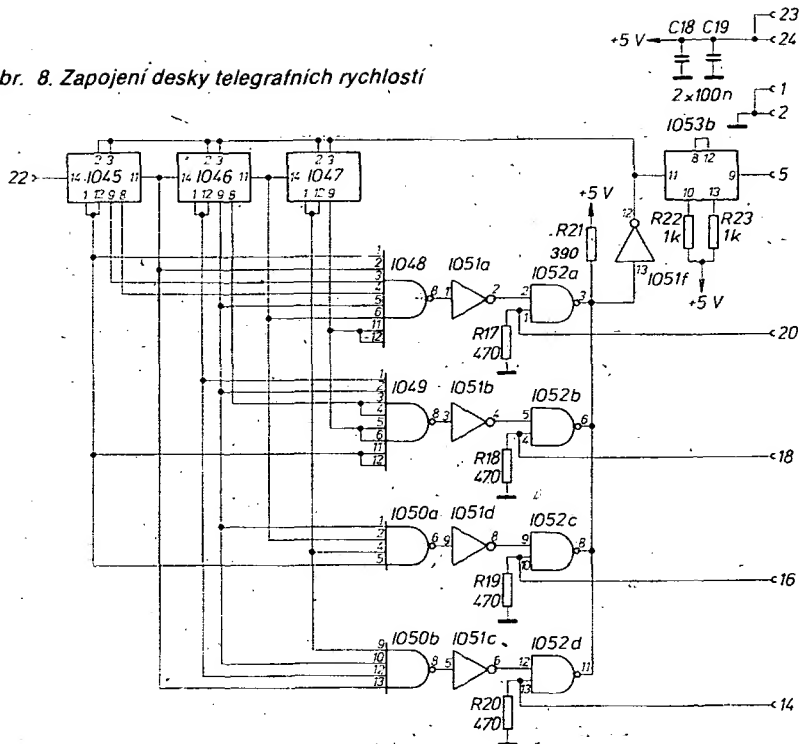 br. 8. Zapojení desky telegrafních rychlostí
+5 V
C18 C19
2×100n
23
24
1
2
IO53b
8 12
11
9
5
10 13
R22
1k
R23
1k
+5 V
22
2 3
14 IO45 11
1 12 9 8
2 3
14 IO46 11
1 12 9 8
2 3
14 IO47
1 12 9
+5 V
R21
390
12
13
IO51f
1
2
3
4
5
6
11
12
IO48
8
IO51a
1
2
IO52a
2
1
3
R17
470
20
1
2
3
4
5
6
11
12
IO49
8
IO51b
3
4
IO52b
5
4
6
R18
470
18
1
2
4
5
IO50a
6
IO51d
9
8
IO52c
9
10
8
R19
470
16
9
10
12
13
IO50b
8
IO51c
5
6
IO52d
12
13
11
R20
470
14